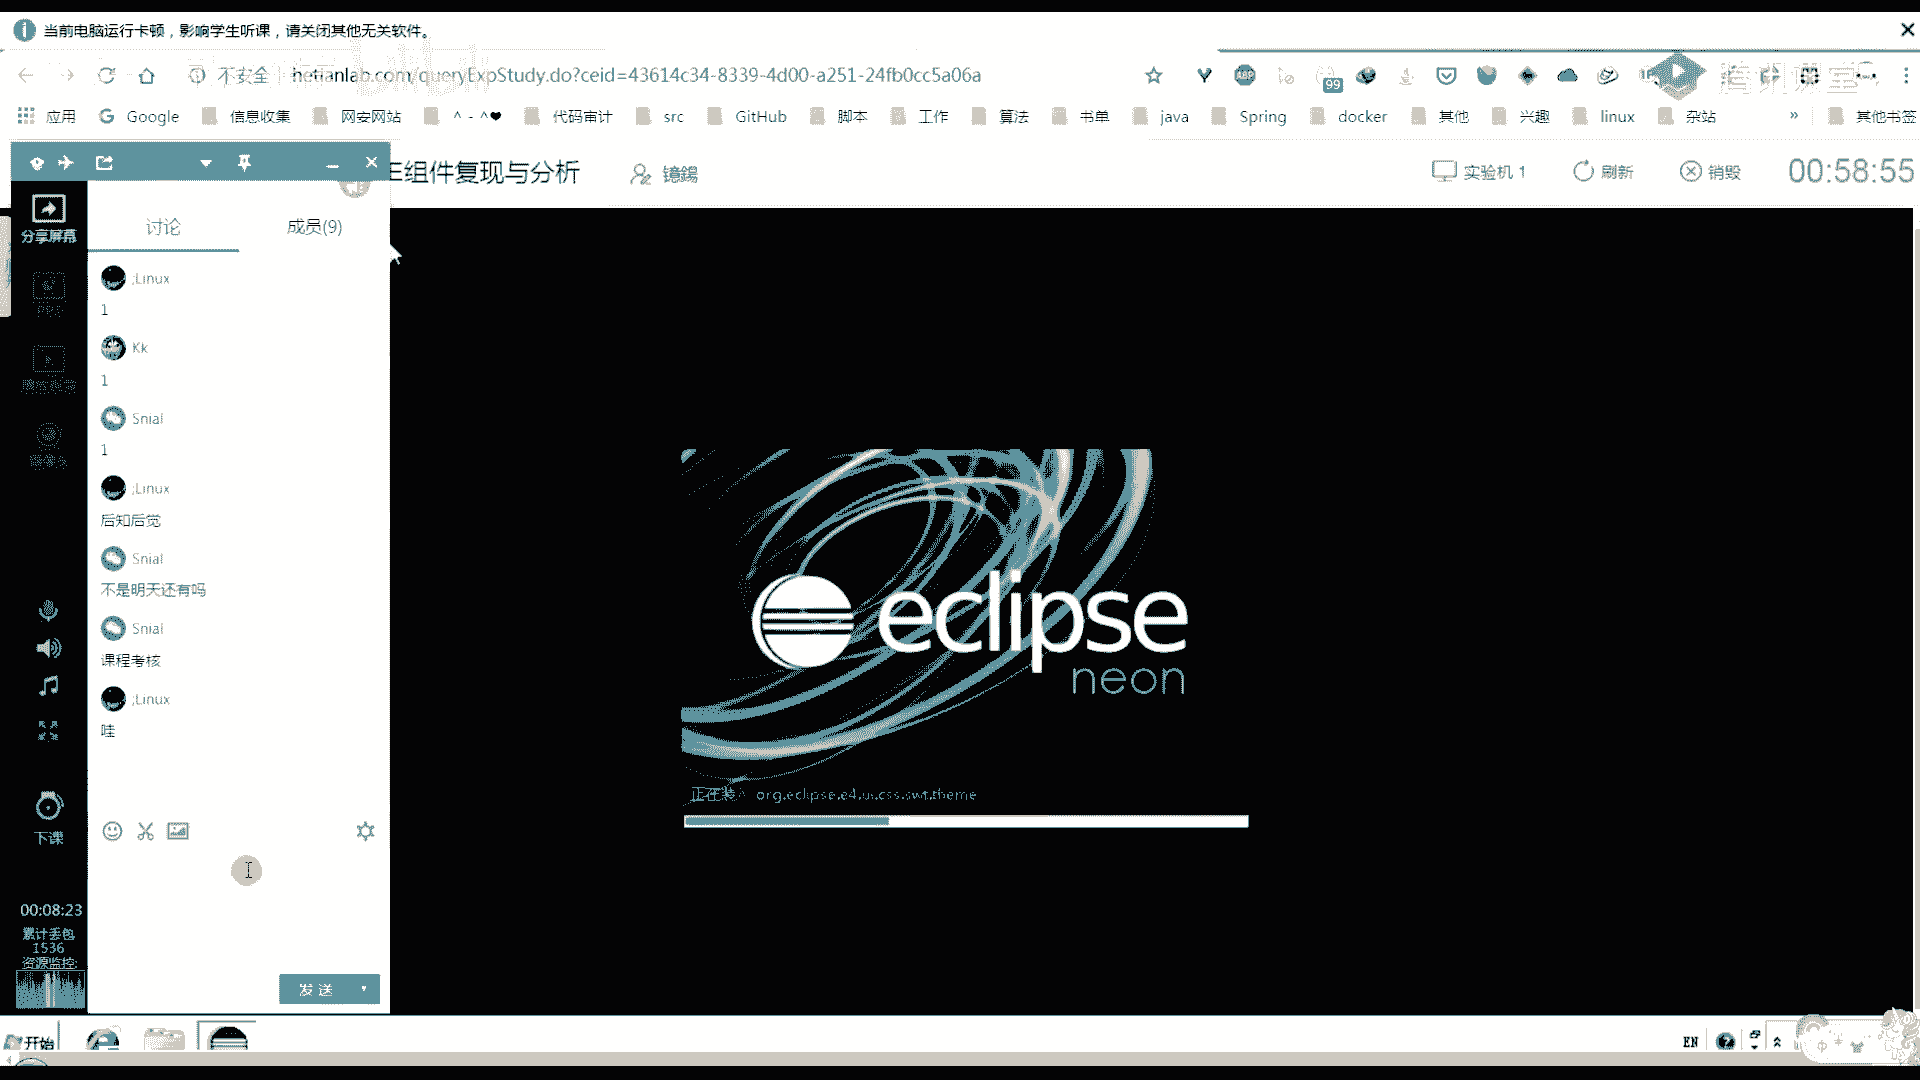 当前电脑运行卡顿，影响学生听课，请关闭其他无关软件。
不安全 hetianlab.com/queryExpStudy.do?ceid=43614c34-8339-4d00-a251-24fb0cc5a06a
99
腾讯课堂
应用 Google 信息收集 网安网站 ^ - ^❤ 代码审计 src GitHub 脚本 工作 算法 书单 java Spring docker 其他 兴趣 linux 杂站 » 其他书签
组件复现与分析
实验机 1 刷新 销毁 00:58:55
分享屏幕
讨论 成员(9)
;Linux
1
Kk
1
Snial
1
;Linux
后知后觉
Snial
不是明天还有吗
Snial
课程考核
;Linux
哇
下课
00:08:23
累计丢包
1536
资源监控:
发送
eclipse
neon
org.eclipse.e4.ui.css.swt.theme
开始
EN